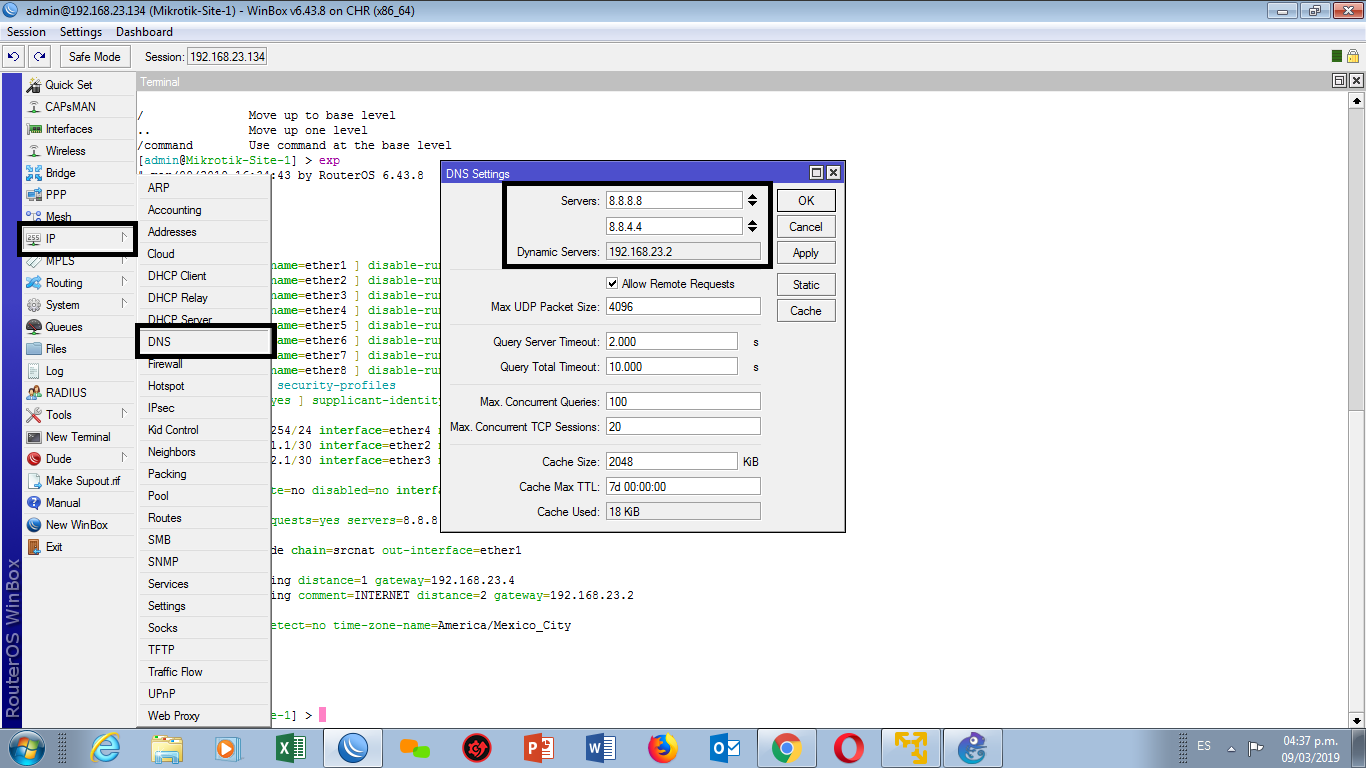 admin@192.168.23.134 (Mikrotik-Site-1) - WinBox v6.43.8 on CHR (x86_64)
Session Settings Dashboard
Safe Mode Session: 192.168.23.134
Quick Set
CAPsMAN
Interfaces
Wireless
Bridge
PPP
Mesh
IP
MPLS
Routing
System
Queues
Files
Log
RADIUS
Tools
New Terminal
Dude
Make Supout.rif
Manual
New WinBox
Exit
RouterOS WinBox
Terminal
/ Move up to base level
.. Move up one level
/command Use command at the base level
[admin@Mikrotik-Site-1] > exp
:43 by RouterOS 6.43.8
name=ether1 ] disable-ru
name=ether2 ] disable-ru
name=ether3 ] disable-ru
name=ether4 ] disable-ru
name=ether5 ] disable-ru
name=ether6 ] disable-ru
name=ether7 ] disable-ru
name=ether8 ] disable-ru
security-profiles
yes ] supplicant-identit
254/24 interface=ether4
1.1/30 interface=ether2
2.1/30 interface=ether3
te=no disabled=no interf
quests=yes servers=8.8.8
de chain=srcnat out-interface=ether1
ing distance=1 gateway=192.168.23.4
ing comment=INTERNET distance=2 gateway=192.168.23.2
etect=no time-zone-name=America/Mexico_City
e-1] >
ARP
Accounting
Addresses
Cloud
DHCP Client
DHCP Relay
DHCP Server
DNS
Firewall
Hotspot
IPsec
Kid Control
Neighbors
Packing
Pool
Routes
SMB
SNMP
Services
Settings
Socks
TFTP
Traffic Flow
UPnP
Web Proxy
DNS Settings
Servers: 8.8.8.8
8.8.4.4
Dynamic Servers: 192.168.23.2
Allow Remote Requests
Max UDP Packet Size: 4096
Query Server Timeout: 2.000 s
Query Total Timeout: 10.000 s
Max. Concurrent Queries: 100
Max. Concurrent TCP Sessions: 20
Cache Size: 2048 KiB
Cache Max TTL: 7d 00:00:00
Cache Used: 18 KiB
OK
Cancel
Apply
Static
Cache
ES
04:37 p.m.
09/03/2019